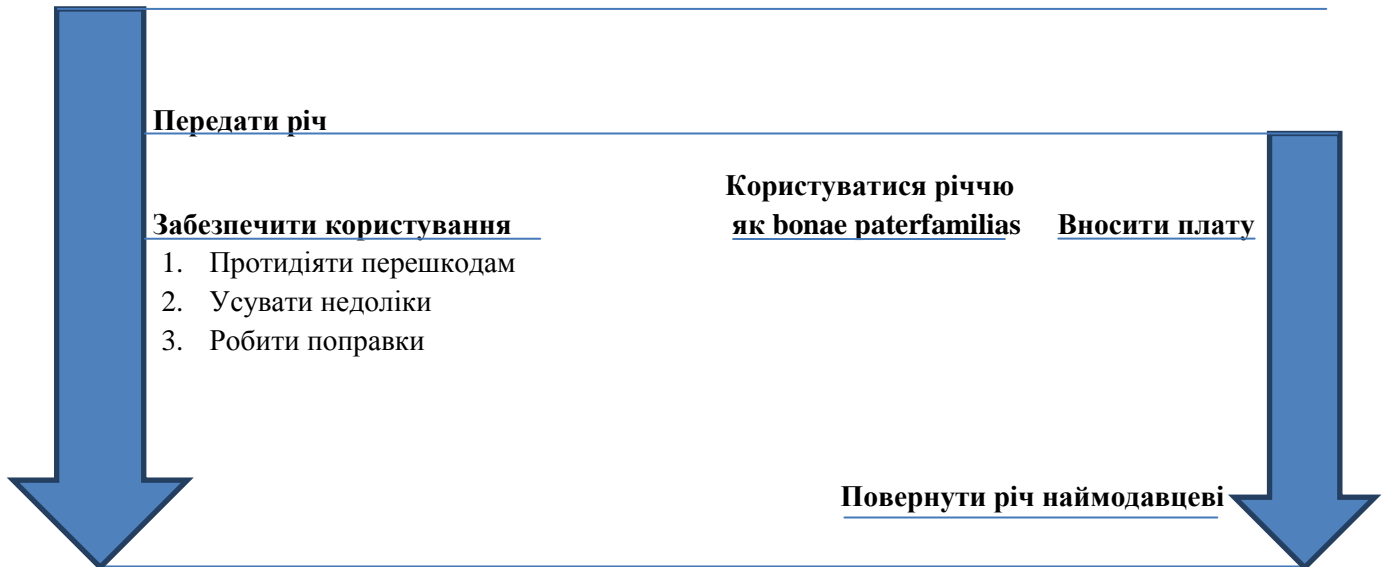 Передати річ
Користуватися річчю
Забезпечити користування як bonae paterfamilias Вносити плату
1. Протидіяти перешкодам
2. Усувати недоліки
3. Робити поправки
Повернути річ наймодавцеві